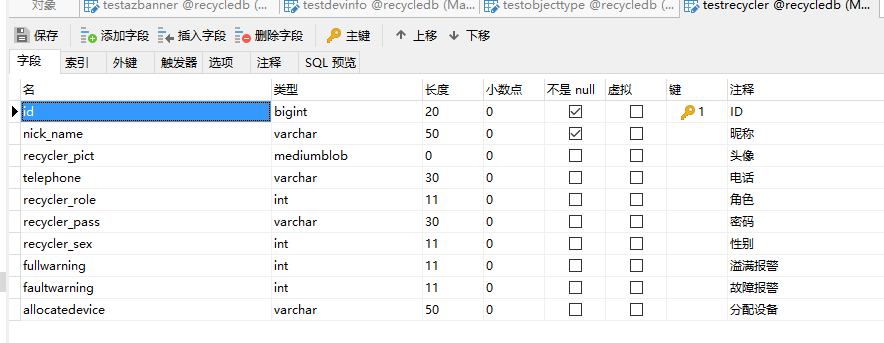 对象 testazbanner @recycledb (... testdevinfo @recycledb (Ma... testobjecttype @recycledb (... testrecycler @recycledb (M...
保存 添加字段 插入字段 删除字段 主键 上移 下移
字段 索引 外键 触发器 选项 注释 SQL 预览
名 类型 长度 小数点 不是 null 虚拟 键 注释
id bigint 20 0 1 ID
nick_name varchar 50 0 昵称
recycler_pict mediumblob 0 0 头像
telephone varchar 30 0 电话
recycler_role int 11 0 角色
recycler_pass varchar 30 0 密码
recycler_sex int 11 0 性别
fullwarning int 11 0 溢满报警
faultwarning int 11 0 故障报警
allocatedevice varchar 50 0 分配设备